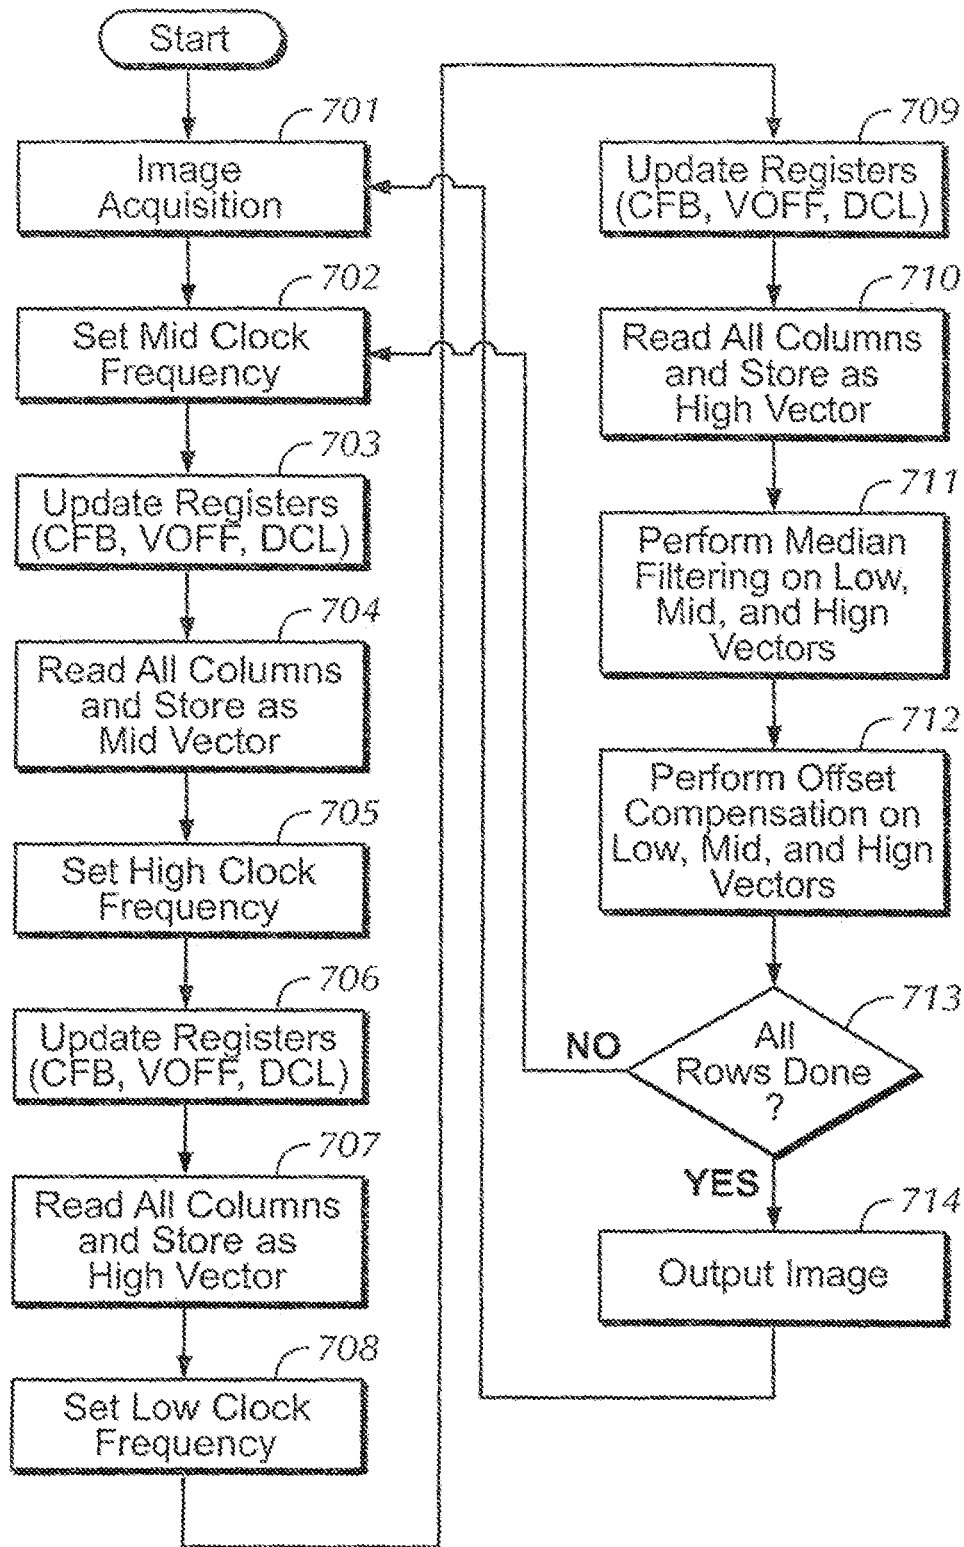 Start
701
Image
Acquisition
702
Set Mid Clock
Frequency
703
Update Registers
(CFB, VOFF, DCL)
704
Read All Columns
and Store as
Mid Vector
705
Set High Clock
Frequency
706
Update Registers
(CFB, VOFF, DCL)
707
Read All Columns
and Store as
High Vector
708
Set Low Clock
Frequency
709
Update Registers
(CFB, VOFF, DCL)
710
Read All Columns
and Store as
High Vector
711
Perform Median
Filtering on Low,
Mid, and Hign
Vectors
712
Perform Offset
Compensation on
Low, Mid, and Hign
Vectors
713
All
Rows Done
?
NO
YES
714
Output Image